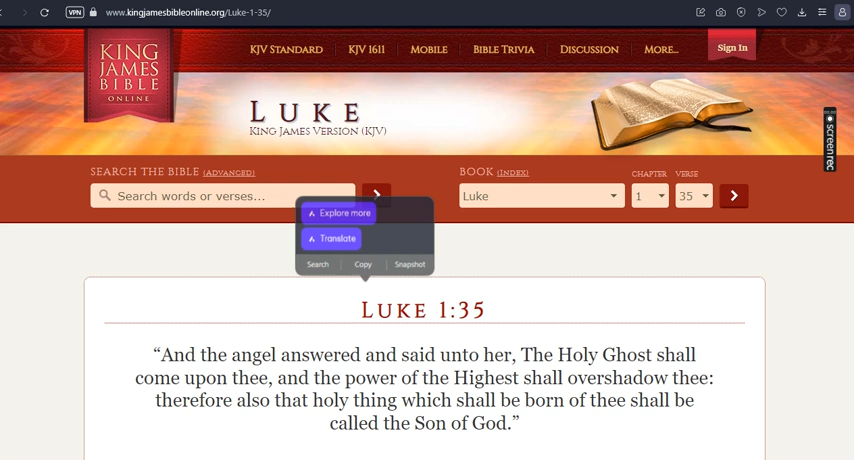 VPN
www.kingjamesbibleonline.org/Luke-1-35/
KING
JAMES
BIBLE
ONLINE
KJV STANDARD
KJV 1611
MOBILE
BIBLE TRIVIA
DISCUSSION
MORE...
Sign In
LUKE
KING JAMES VERSION (KJV)
screenrec
SEARCH THE BIBLE (ADVANCED)
BOOK (INDEX)
CHAPTER
VERSE
Search words or verses...
Luke
1
35
Explore more
Translate
Search
Copy
Snapshot
LUKE 1:35
“And the angel answered and said unto her, The Holy Ghost shall
come upon thee, and the power of the Highest shall overshadow thee:
therefore also that holy thing which shall be born of thee shall be
called the Son of God.”